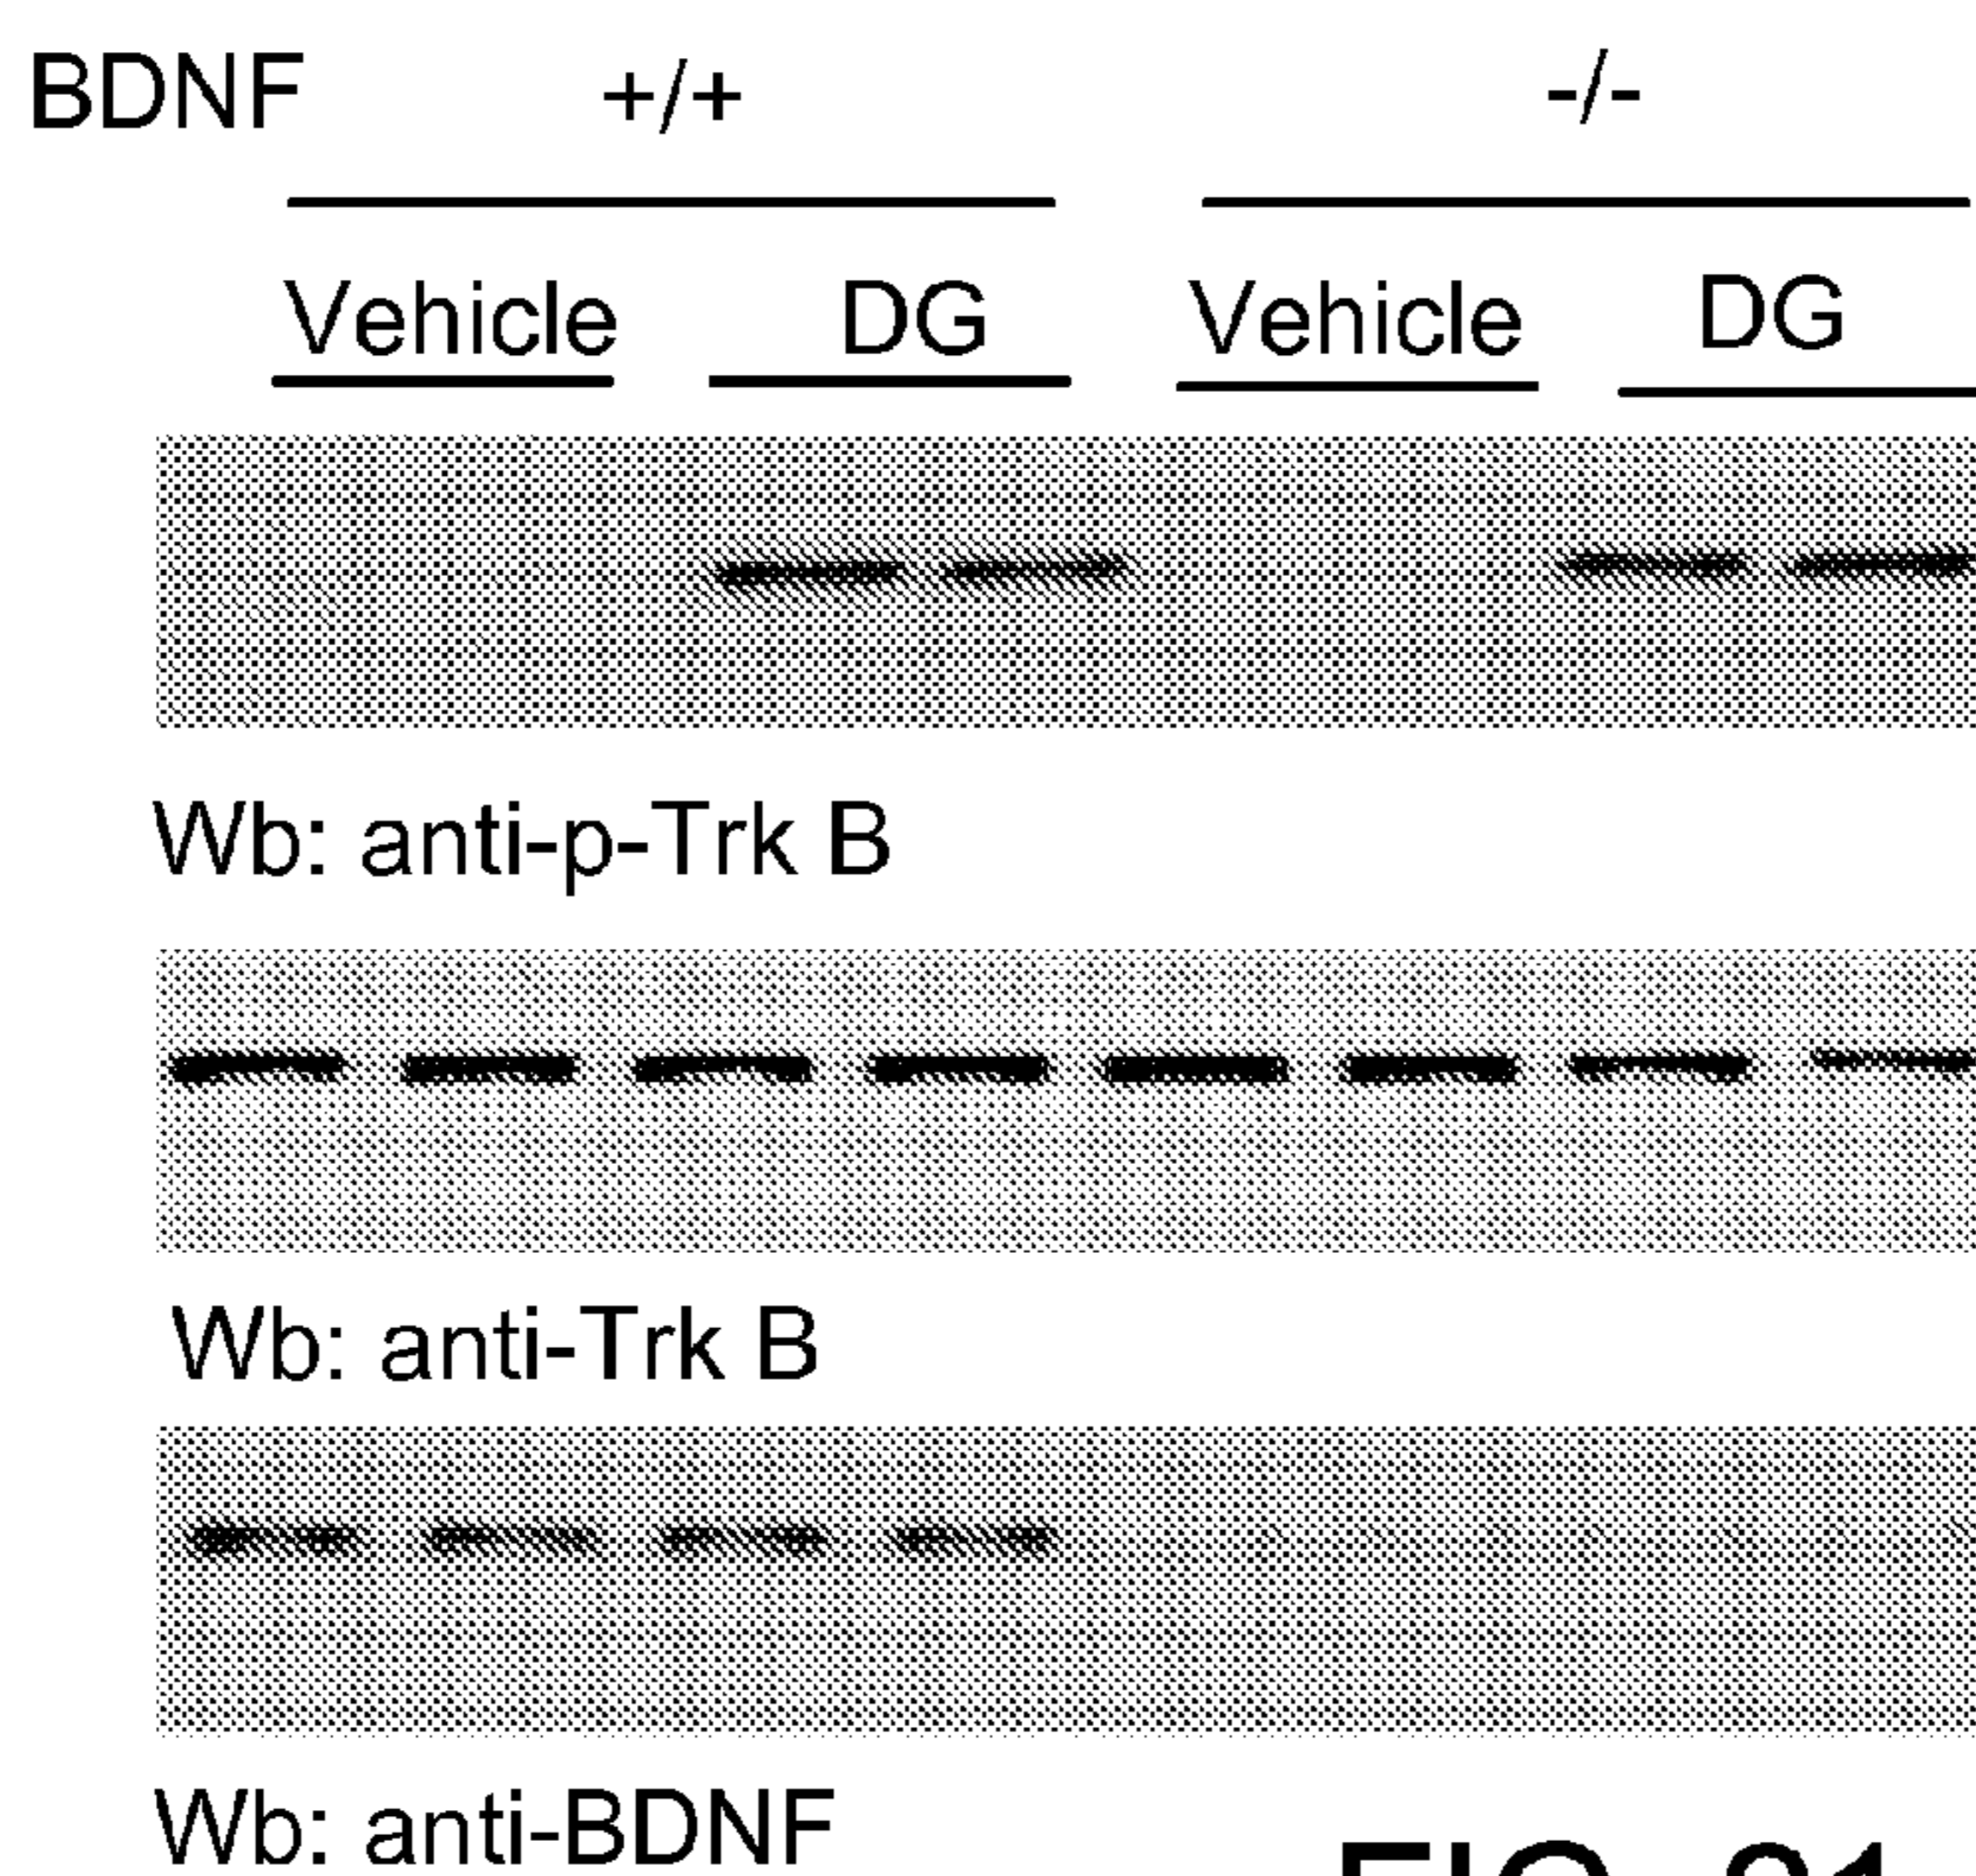 BDNF +/+ -/-
Vehicle DG Vehicle DG
Wb: anti-p-Trk B
Wb: anti-Trk B
Wb: anti-BDNF